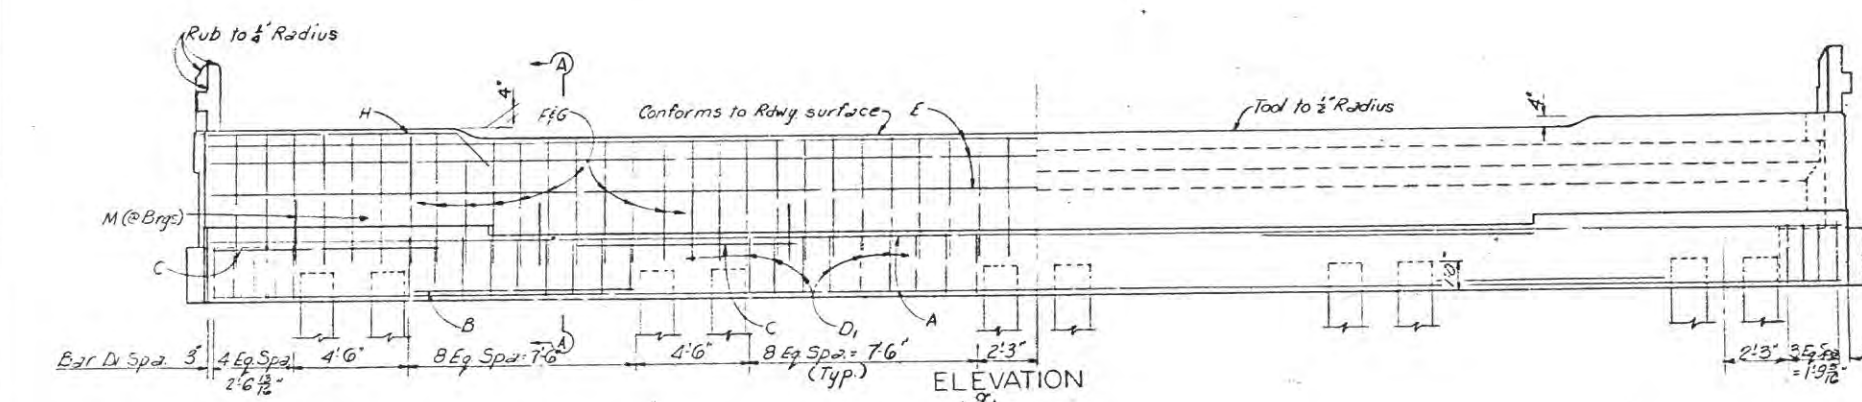 Rub to ¼" Radius
A
4"
H
F&G
Conforms to Rdwy. surface
E
Tool to ½" Radius
4"
M (@ Brgs)
C
B
C
D₁
A
1'-0"
A
Bar D₁ Spa. 3"
4 Eq Spa
2'-6 13/16"
4'-6"
8 Eq Spa = 7'-6"
4'-6"
8 Eq Spa. = 7'-6"
(Typ.)
2'-3"
2'-3"
3 Eq Spa
= 1'-9 3/16"
ELEVATION